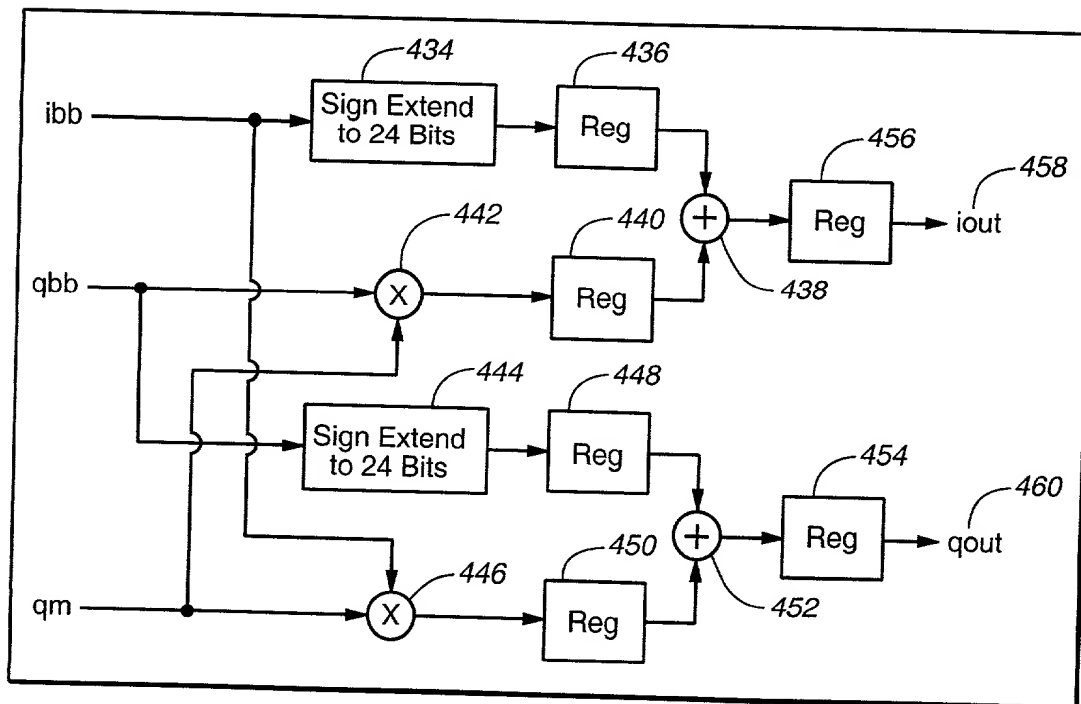 434
436
ibb
Sign Extend
to 24 Bits
Reg
456
458
442
440
+
Reg
iout
qbb
X
Reg
438
444
448
Sign Extend
to 24 Bits
Reg
454
460
450
+
Reg
qout
446
qm
X
Reg
452